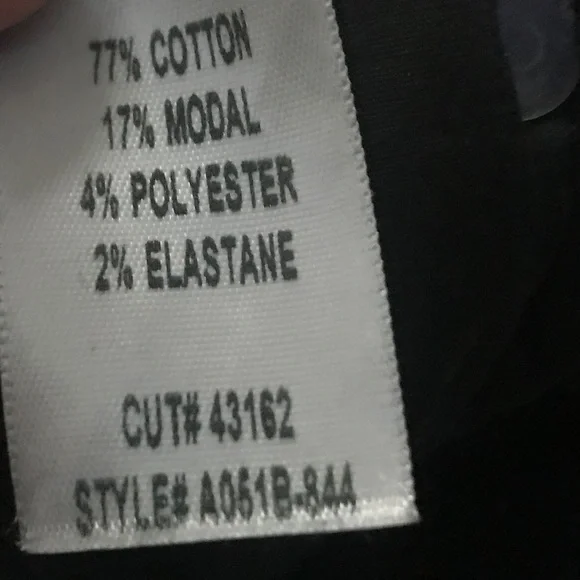 77% COTTON
17% MODAL
4% POLYESTER
2% ELASTANE
CUT# 43162
STYLE# A051B-844